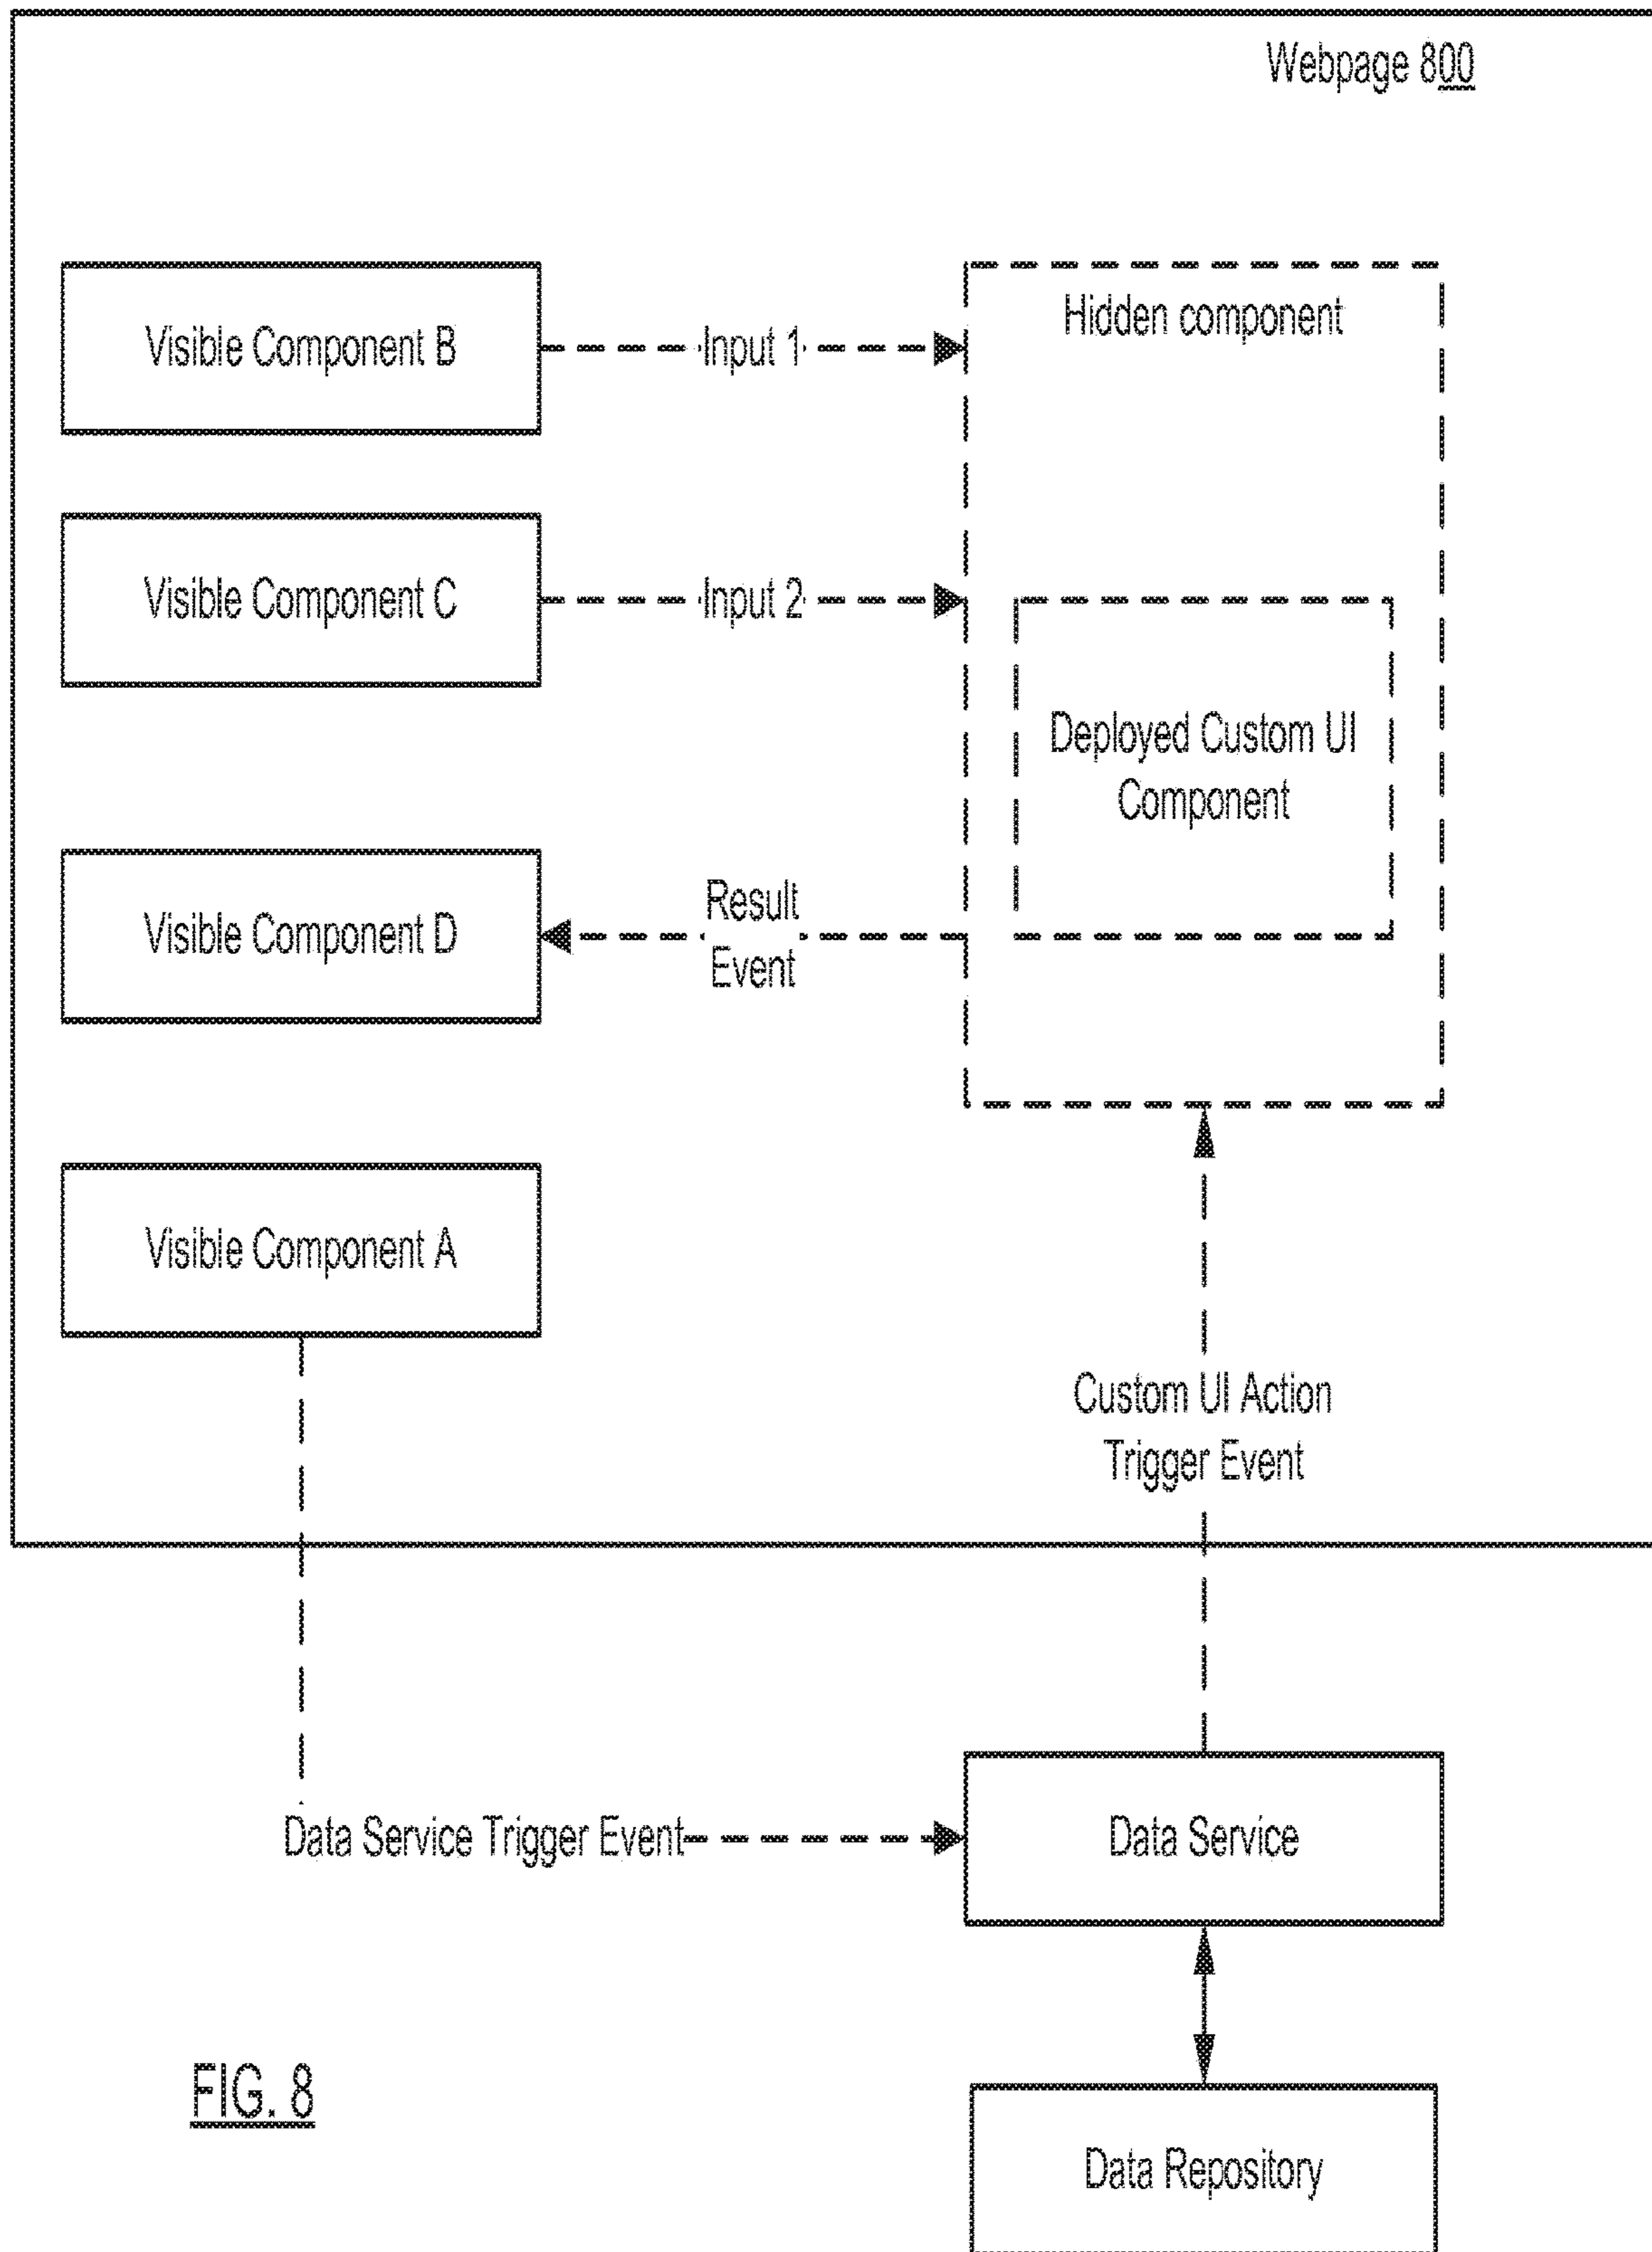 Webpage 800
Visible Component B
Input 1
Hidden component
Visible Component C
Input 2
Deployed Custom UI
Component
Visible Component D
Result
Event
Visible Component A
Custom UI Action
Trigger Event
Data Service Trigger Event
Data Service
FIG. 8
Data Repository